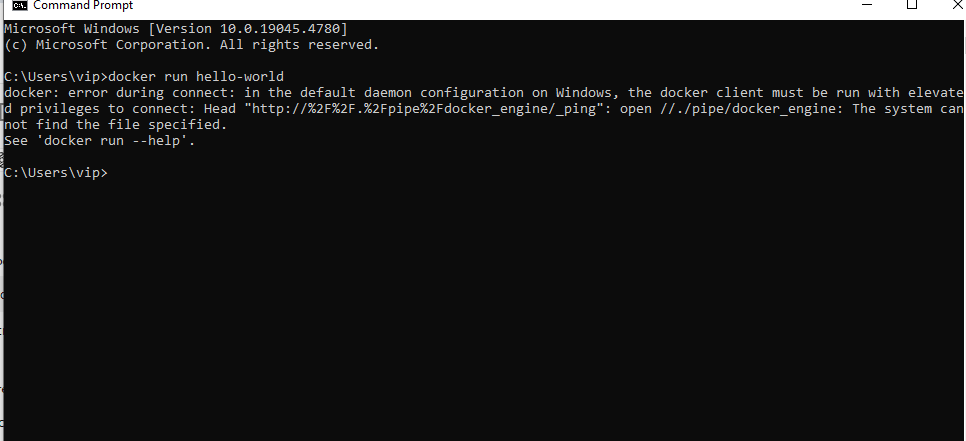 Command Prompt
Microsoft Windows [Version 10.0.19045.4780]
(c) Microsoft Corporation. All rights reserved.
C:\Users\vip>docker run hello-world
docker: error during connect: in the default daemon configuration on Windows, the docker client must be run with elevate
d privileges to connect: Head "http://%2F%2F.%2Fpipe%2Fdocker_engine/_ping": open //./pipe/docker_engine: The system can
not find the file specified.
See 'docker run --help'.
C:\Users\vip>